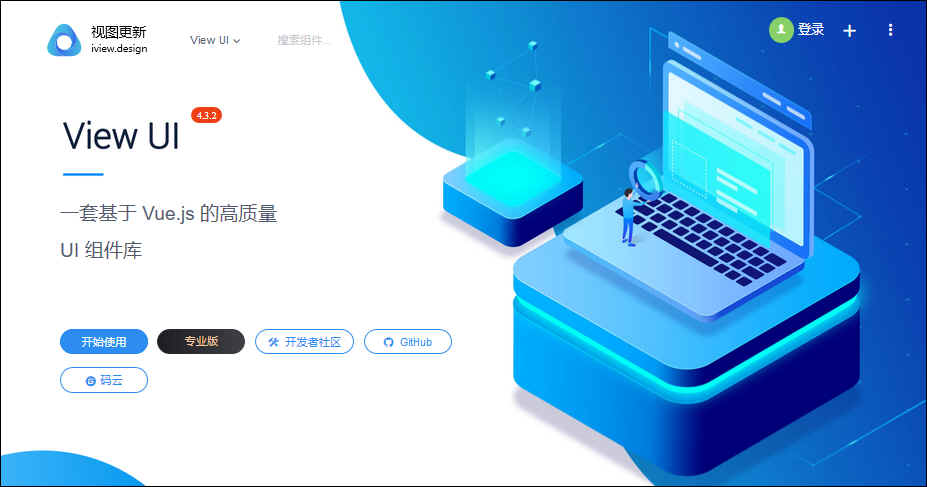 视图更新
iview.design
View UI
搜索组件...
登录
View UI
4.3.2
一套基于 Vue.js 的高质量
UI 组件库
开始使用
专业版
开发者社区
GitHub
码云